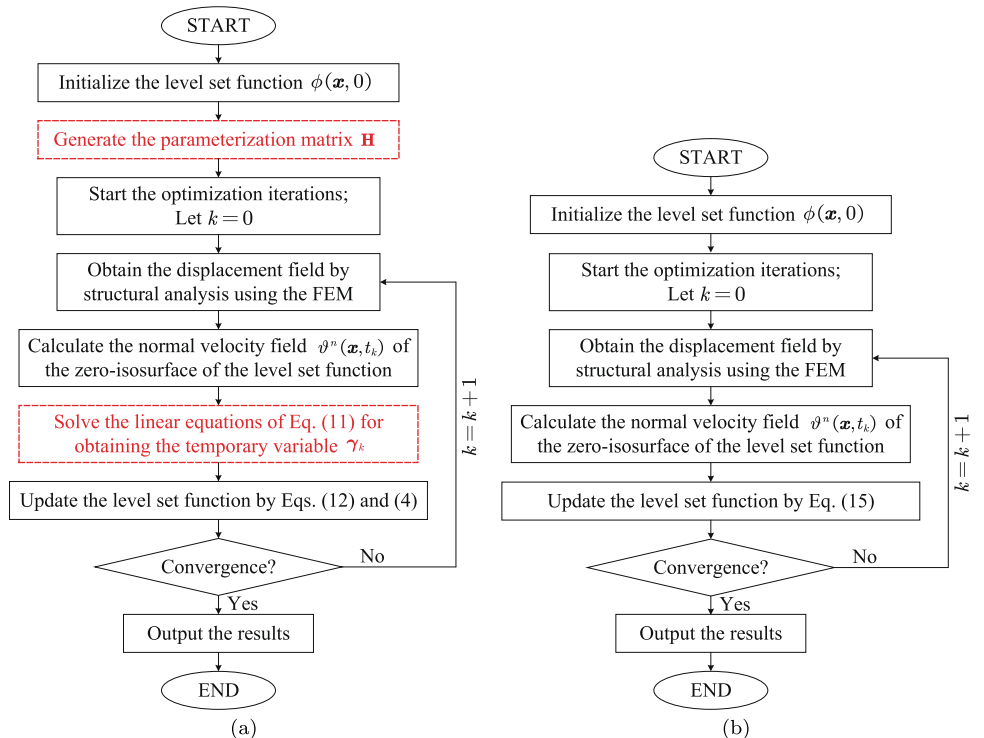 START
Initialize the level set function ϕ(𝒙, 0)
Generate the parameterization matrix 𝐇
Start the optimization iterations;
Let k = 0
Obtain the displacement field by
structural analysis using the FEM
Calculate the normal velocity field ϑⁿ(𝒙, tₖ) of
the zero-isosurface of the level set function
Solve the linear equations of Eq. (11) for
obtaining the temporary variable 𝜸ₖ
Update the level set function by Eqs. (12) and (4)
Convergence?
No
k = k + 1
Yes
Output the results
END
(a)
START
Initialize the level set function ϕ(𝒙, 0)
Start the optimization iterations;
Let k = 0
Obtain the displacement field by
structural analysis using the FEM
Calculate the normal velocity field ϑⁿ(𝒙, tₖ) of
the zero-isosurface of the level set function
Update the level set function by Eq. (15)
Convergence?
No
k = k + 1
Yes
Output the results
END
(b)